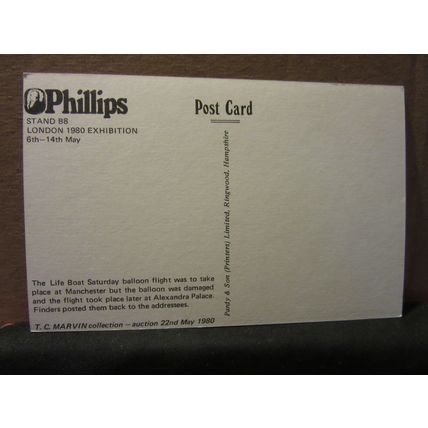 Phillips
STAND B8
LONDON 1980 EXHIBITION
6th–14th May
Post Card
Purdy & Son (Printers) Limited, Ringwood, Hampshire
The Life Boat Saturday balloon flight was to take
place at Manchester but the balloon was damaged
and the flight took place later at Alexandra Palace.
Finders posted them back to the addressees.
T. C. MARVIN collection – auction 22nd May 1980